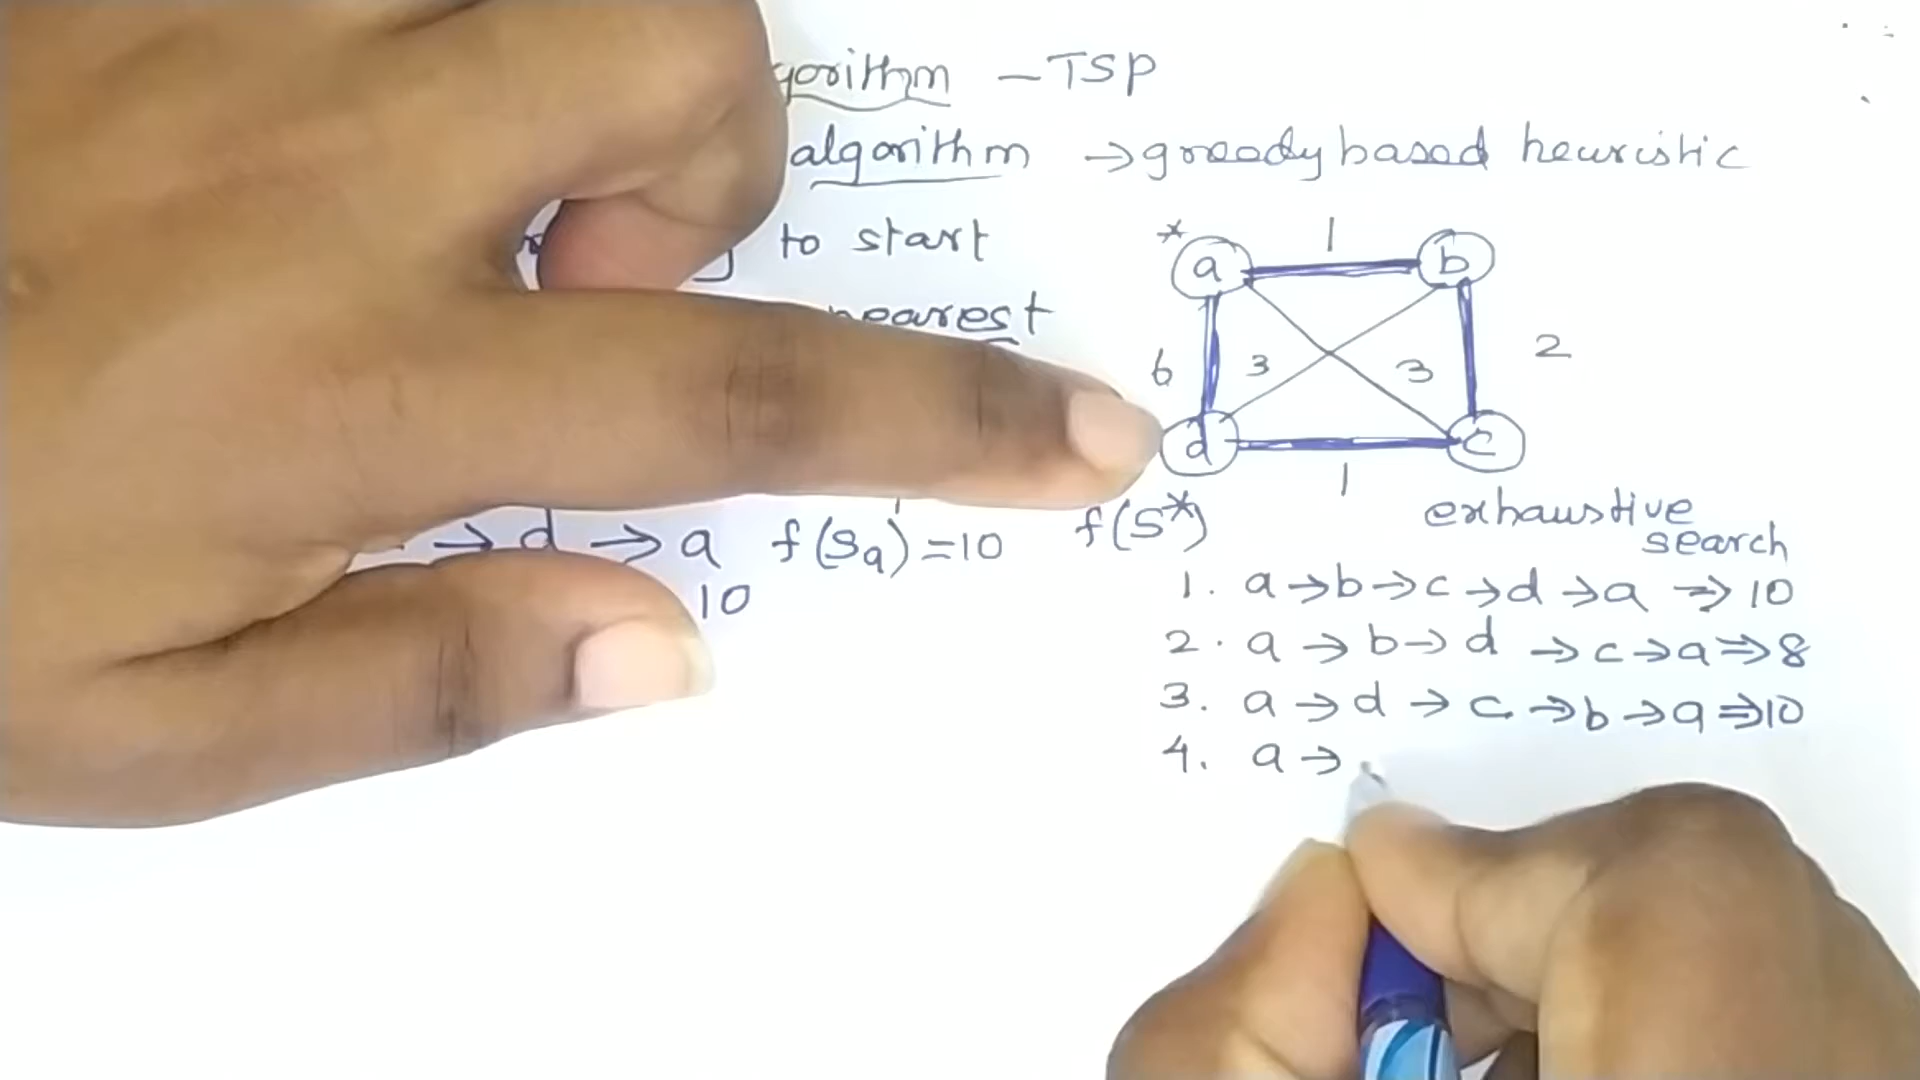 gorithm – TSP
algorithm → greedy based heuristic
to start
nearest
* a 1 b
6 3 3 2
d 1 c
→ d → a f(Sa) = 10 f(S*)
10
exhaustive
search
1. a → b → c → d → a ⇒ 10
2. a → b → d → c → a ⇒ 8
3. a → d → c → b → a ⇒ 10
4. a →